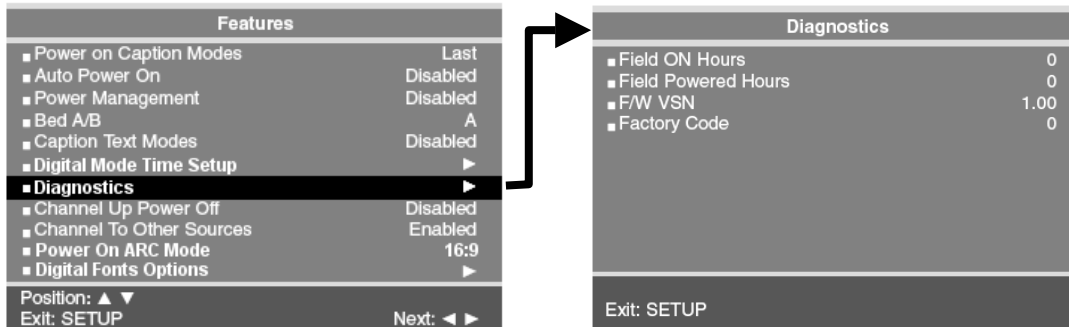 Features
Power on Caption Modes Last
Auto Power On Disabled
Power Management Disabled
Bed A/B A
Caption Text Modes Disabled
Digital Mode Time Setup ►
Diagnostics ►
Channel Up Power Off Disabled
Channel To Other Sources Enabled
Power On ARC Mode 16:9
Digital Fonts Options ►
Position: ▲ ▼
Exit: SETUP Next: ◄ ►
Diagnostics
Field ON Hours 0
Field Powered Hours 0
F/W VSN 1.00
Factory Code 0
Exit: SETUP